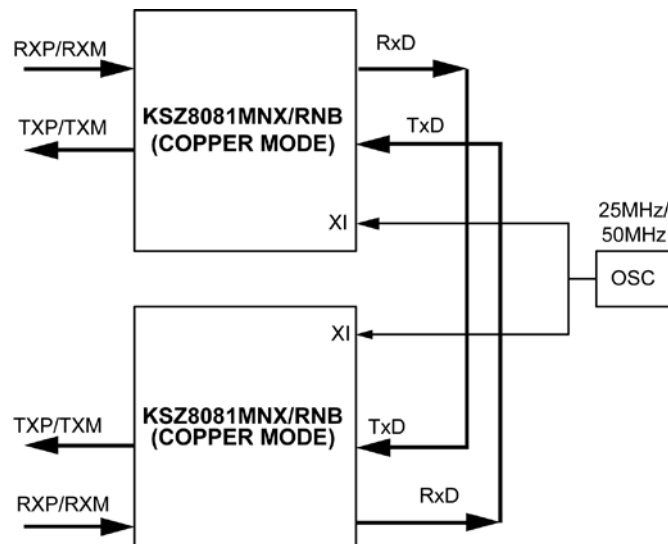 RXP/RXM
RxD
TXP/TXM
KSZ8081MNX/RNB
(COPPER MODE)
TxD
XI
25MHz/
50MHz
OSC
XI
KSZ8081MNX/RNB
(COPPER MODE)
TXP/TXM
TxD
RXP/RXM
RxD